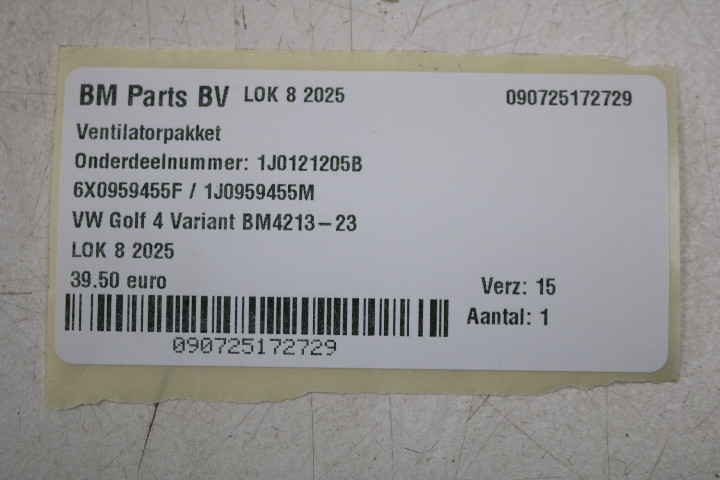 BM Parts BV LOK 8 2025 090725172729
Ventilatorpakket
Onderdeelnummer: 1J0121205B
6X0959455F / 1J0959455M
VW Golf 4 Variant BM4213-23
LOK 8 2025
39.50 euro Verz: 15
Aantal: 1
090725172729